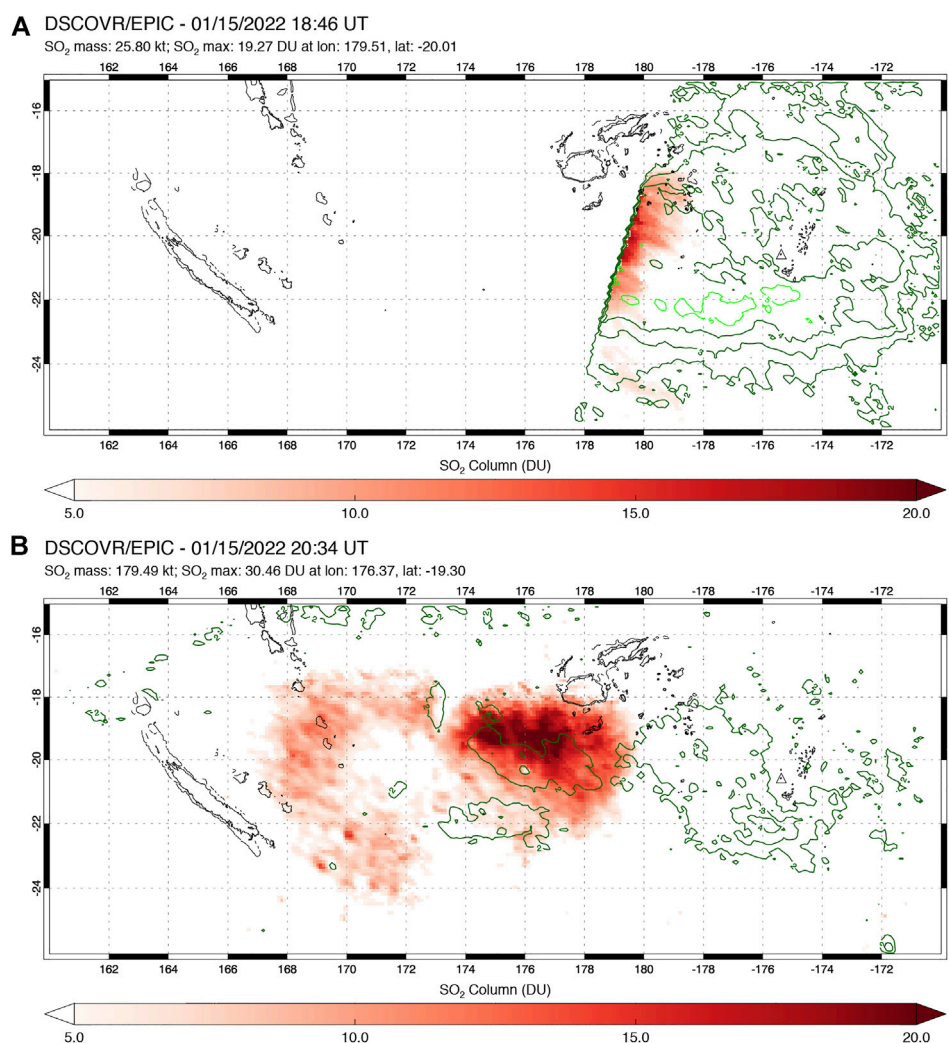 A DSCOVR/EPIC - 01/15/2022 18:46 UT
SO₂ mass: 25.80 kt; SO₂ max: 19.27 DU at lon: 179.51, lat: -20.01
162 164 166 168 170 172 174 176 178 180 -178 -176 -174 -172
-16
-18
20
22
-24
162 164 166 168 170 172 174 176 178 180 -178 -176 -174 -172
SO₂ Column (DU)
5.0 10.0 15.0 20.0
B DSCOVR/EPIC - 01/15/2022 20:34 UT
SO₂ mass: 179.49 kt; SO₂ max: 30.46 DU at lon: 176.37, lat: -19.30
162 164 166 168 170 172 174 176 178 180 -178 -176 -174 -172
-16
-18
20
-22
-24
162 164 166 168 170 172 174 176 178 180 -178 -176 -174 -172
SO₂ Column (DU)
5.0 10.0 15.0 20.0